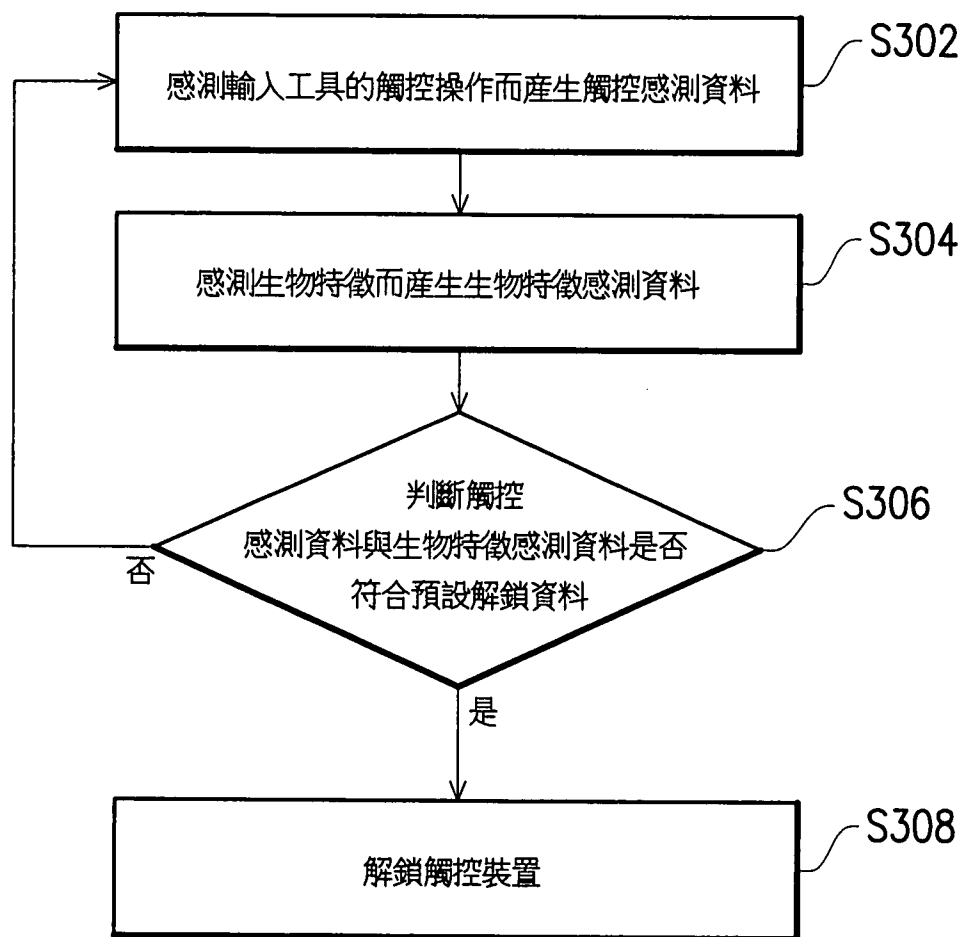 感測輸入工具的觸控操作而產生觸控感測資料
S302
感測生物特徵而產生生物特徵感測資料
S304
判斷觸控
感測資料與生物特徵感測資料是否
符合預設解鎖資料
S306
否
是
解鎖觸控裝置
S308